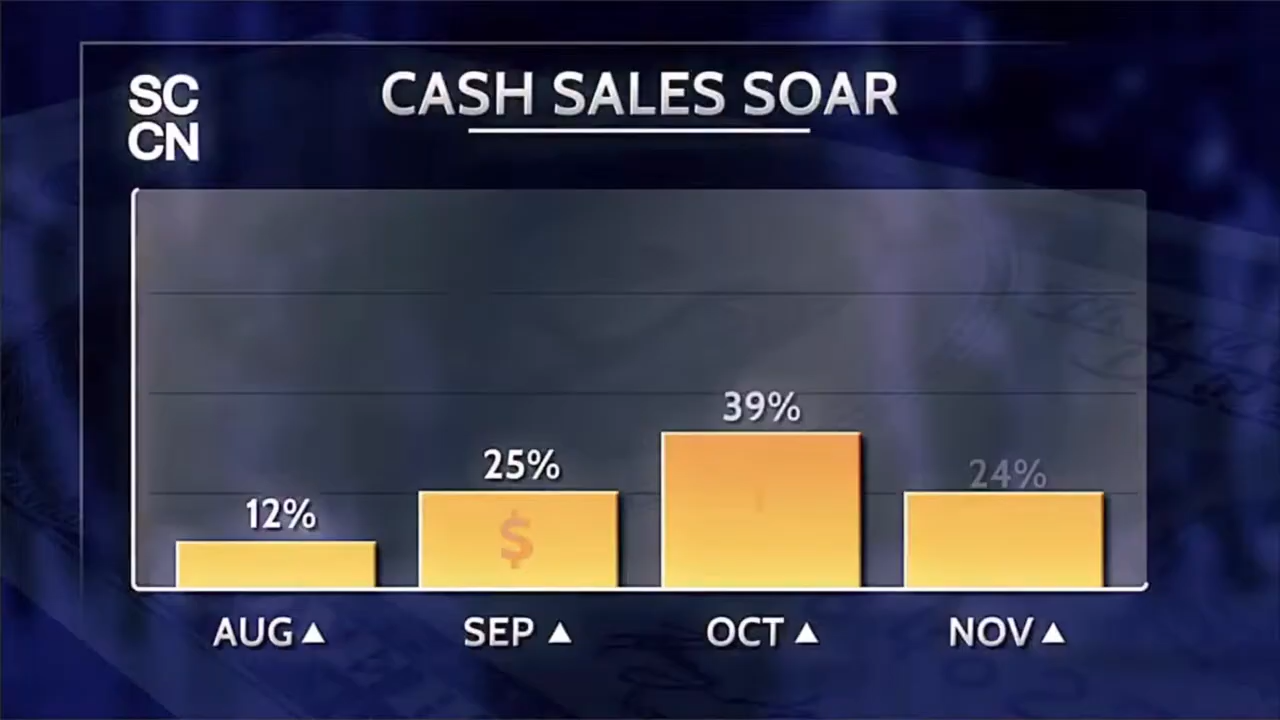 SC
CN
CASH SALES SOAR
39%
25%
24%
12%
$
AUG ▲
SEP ▲
OCT ▲
NOV ▲